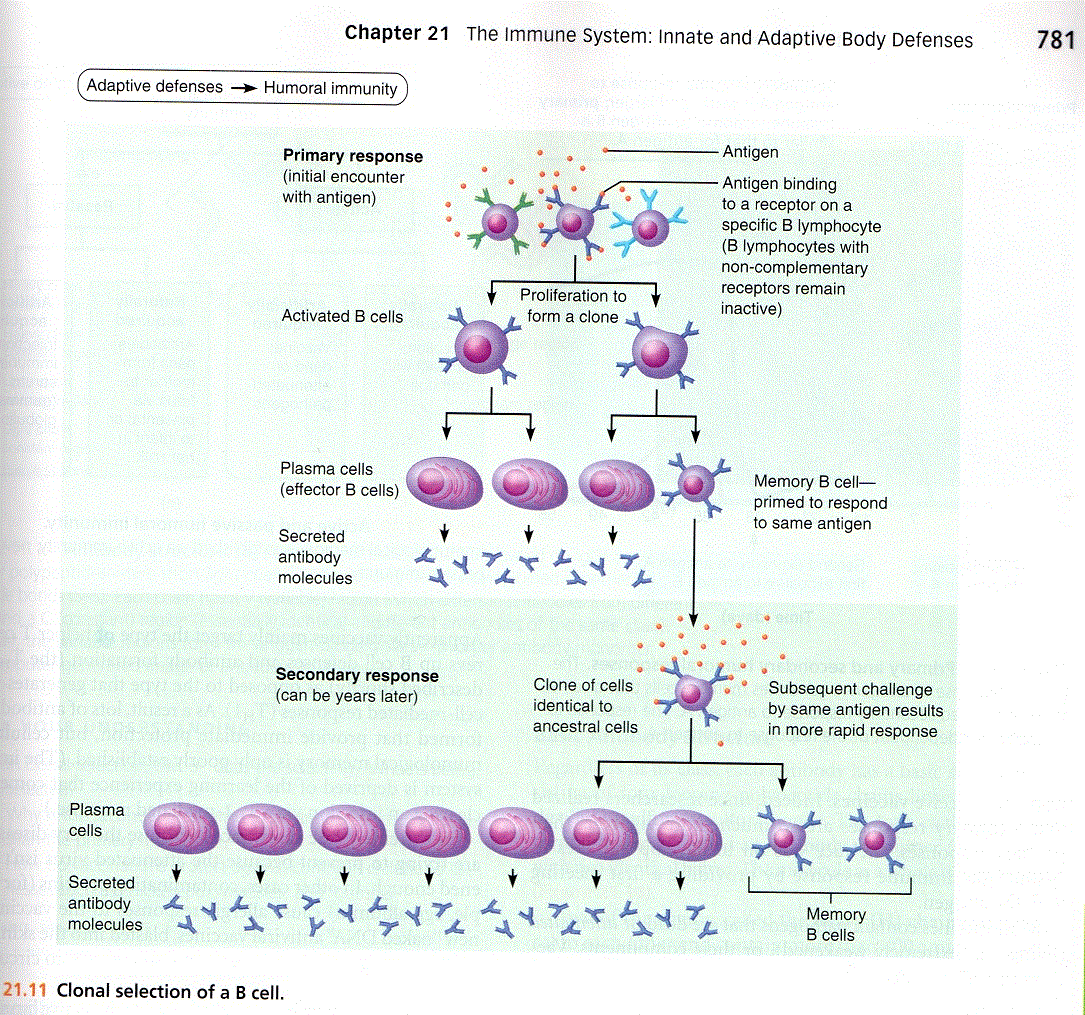 Chapter 21 The Immune System: Innate and Adaptive Body Defenses
781
Adaptive defenses → Humoral immunity
Primary response
(initial encounter
with antigen)
Antigen
Antigen binding
to a receptor on a
specific B lymphocyte
(B lymphocytes with
non-complementary
receptors remain
inactive)
Proliferation to
form a clone
Activated B cells
Plasma cells
(effector B cells)
Memory B cell—
primed to respond
to same antigen
Secreted
antibody
molecules
Secondary response
(can be years later)
Clone of cells
identical to
ancestral cells
Subsequent challenge
by same antigen results
in more rapid response
Plasma
cells
Secreted
antibody
molecules
Memory
B cells
21.11 Clonal selection of a B cell.